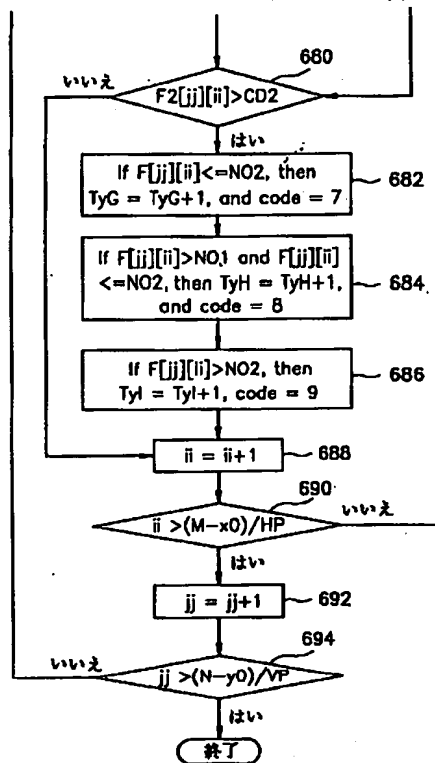 680
いいえ
F2[jj][ii]>CD2
はい
If F[jj][ii]<=NO2, then
TyG = TyG+1, and code = 7
682
If F[jj][ii]>NO1 and F[jj][ii]
<=NO2, then TyH = TyH+1,
and code = 8
684
If F[jj][ii]>NO2, then
TyI = TyI+1, code = 9
686
ii = ii+1
688
690
ii >(M-x0)/HP
いいえ
はい
jj = jj+1
692
694
いいえ
jj >(N-y0)/VP
はい
終了